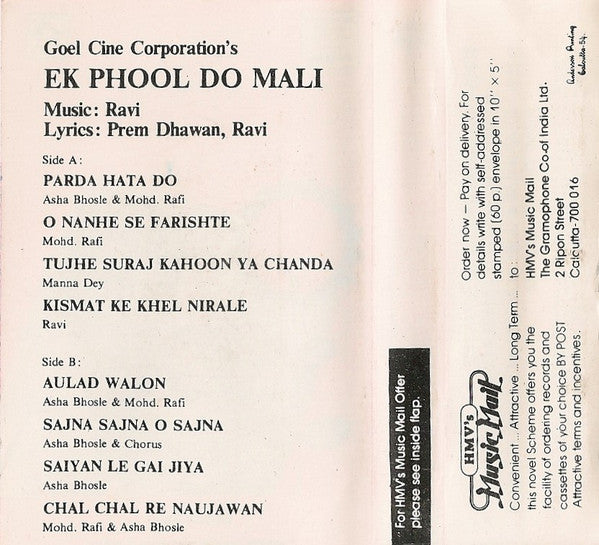 Goel Cine Corporation's
EK PHOOL DO MALI
Music: Ravi
Lyrics: Prem Dhawan, Ravi
Side A:
PARDA HATA DO
Asha Bhosle & Mohd. Rafi
O NANHE SE FARISHTE
Mohd. Rafi
TUJHE SURAJ KAHOON YA CHANDA
Manna Dey
KISMAT KE KHEL NIRALE
Ravi
Side B:
AULAD WALON
Asha Bhosle & Mohd. Rafi
SAJNA SAJNA O SAJNA
Asha Bhosle & Chorus
SAIYAN LE GAI JIYA
Asha Bhosle
CHAL CHAL RE NAUJAWAN
Mohd. Rafi & Asha Bhosle
For HMV's Music Mail Offer
please see inside flap.
HMV's
Music Mail
Convenient ... Attractive ... Long Term ...
this novel Scheme offers you the
facility of ordering records and
cassettes of your choice BY POST
Attractive terms and incentives.
Order now – Pay on delivery. For
details write with self-addressed
stamped (60 p.) envelope in 10" x 5"
to:
HMV's Music Mail
The Gramophone Co.of India Ltd.
2 Ripon Street
Calcutta-700 016
Anderson Printing
Calcutta-54.